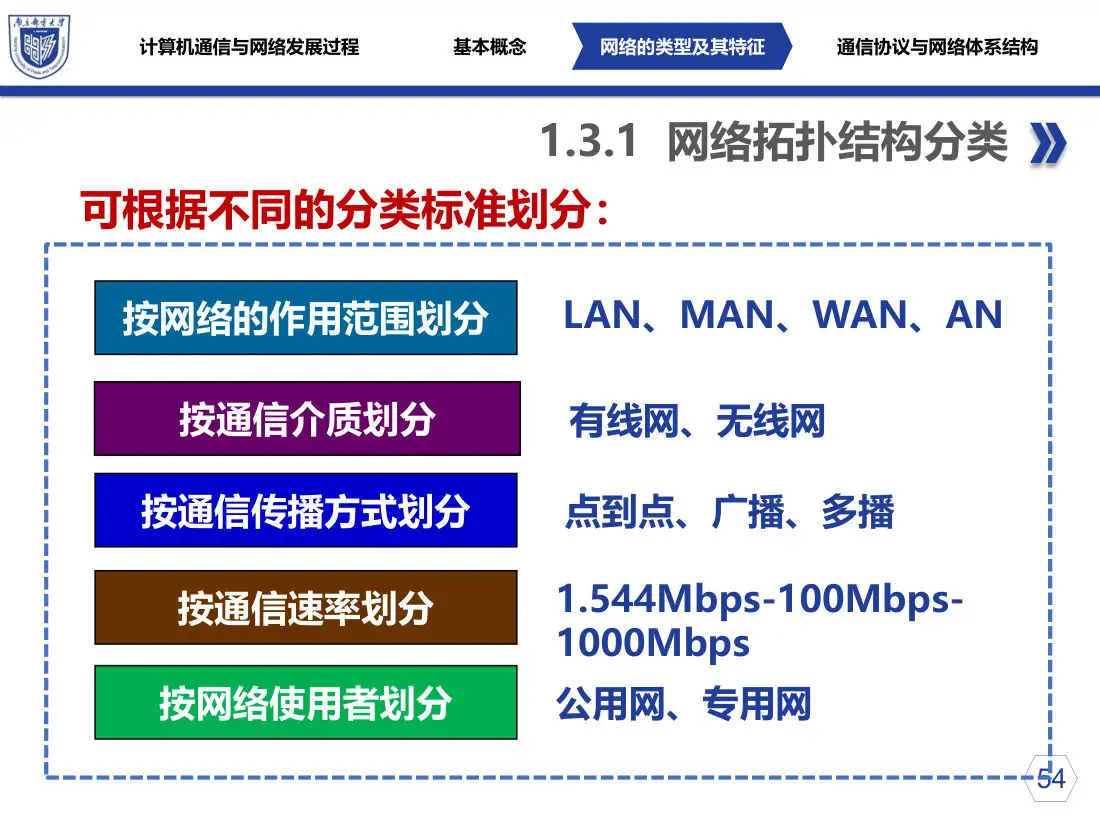 计算机通信与网络发展过程
基本概念
网络的类型及其特征
通信协议与网络体系结构
1.3.1 网络拓扑结构分类
可根据不同的分类标准划分：
按网络的作用范围划分
LAN、MAN、WAN、AN
按通信介质划分
有线网、无线网
按通信传播方式划分
点到点、广播、多播
按通信速率划分
1.544Mbps-100Mbps-
1000Mbps
按网络使用者划分
公用网、专用网
54